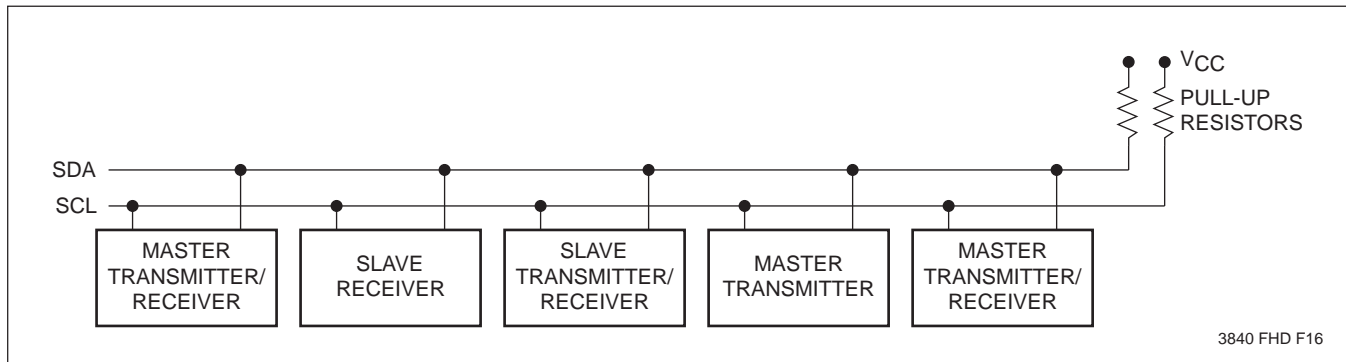 VCC
PULL-UP
RESISTORS
SDA
SCL
MASTER
TRANSMITTER/
RECEIVER
SLAVE
RECEIVER
SLAVE
TRANSMITTER/
RECEIVER
MASTER
TRANSMITTER
MASTER
TRANSMITTER/
RECEIVER
3840 FHD F16